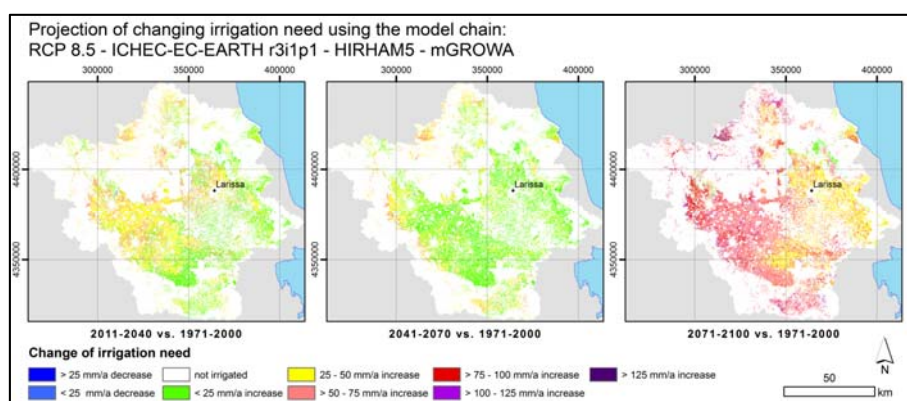 Projection of changing irrigation need using the model chain:
RCP 8.5 - ICHEC-EC-EARTH r3i1p1 - HIRHAM5 - mGROWA
300000 350000 400000 300000 350000 400000 300000 350000 400000
4400000
4350000
Larissa Larissa Larissa
2011-2040 vs. 1971-2000 2041-2070 vs. 1971-2000 2071-2100 vs. 1971-2000
Change of irrigation need
> 25 mm/a decrease not irrigated 25 - 50 mm/a increase > 75 - 100 mm/a increase > 125 mm/a increase
< 25 mm/a decrease < 25 mm/a increase > 50 - 75 mm/a increase > 100 - 125 mm/a increase
N
50
km